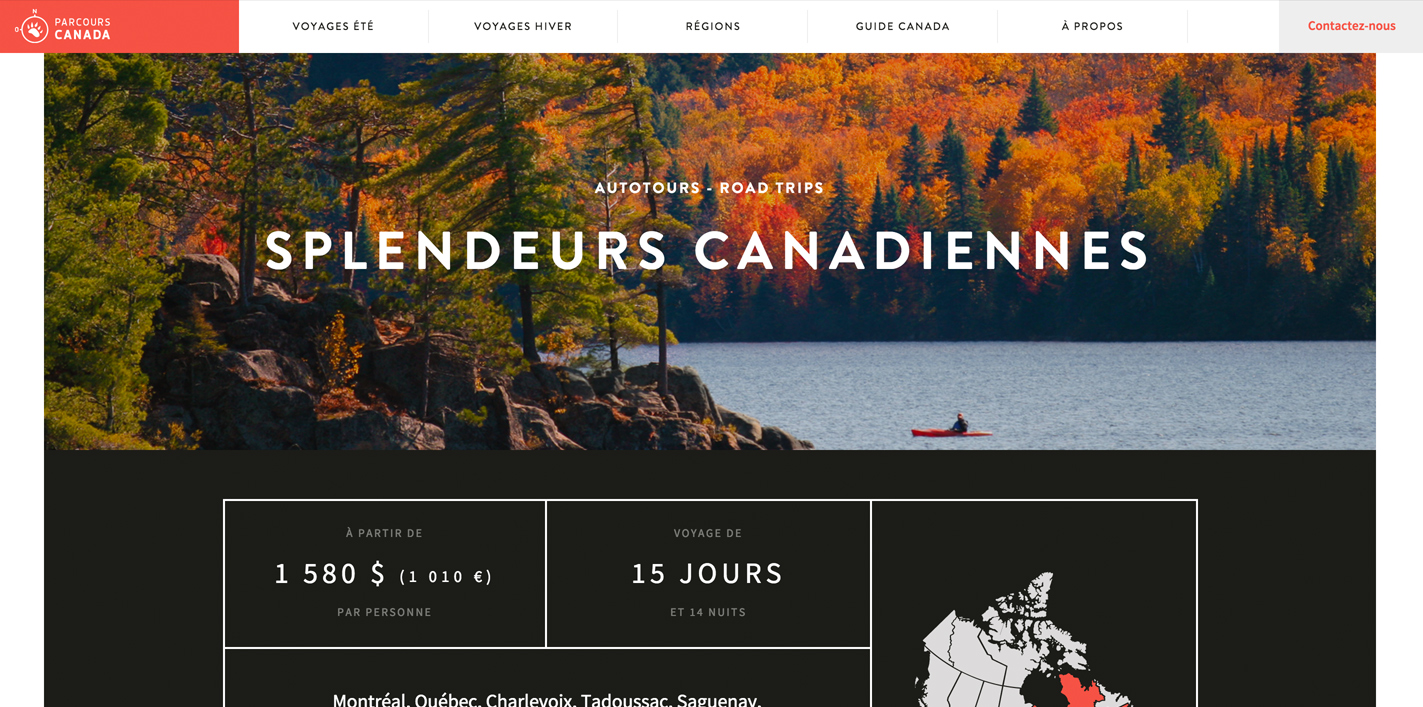 N
O
PARCOURS
CANADA
VOYAGES ÉTÉ
VOYAGES HIVER
RÉGIONS
GUIDE CANADA
À PROPOS
Contactez-nous
AUTOTOURS - ROAD TRIPS
SPLENDEURS CANADIENNES
À PARTIR DE
1 580 $ (1 010 €)
PAR PERSONNE
VOYAGE DE
15 JOURS
ET 14 NUITS
Montréal, Québec, Charlevoix, Tadoussac, Saguenay,